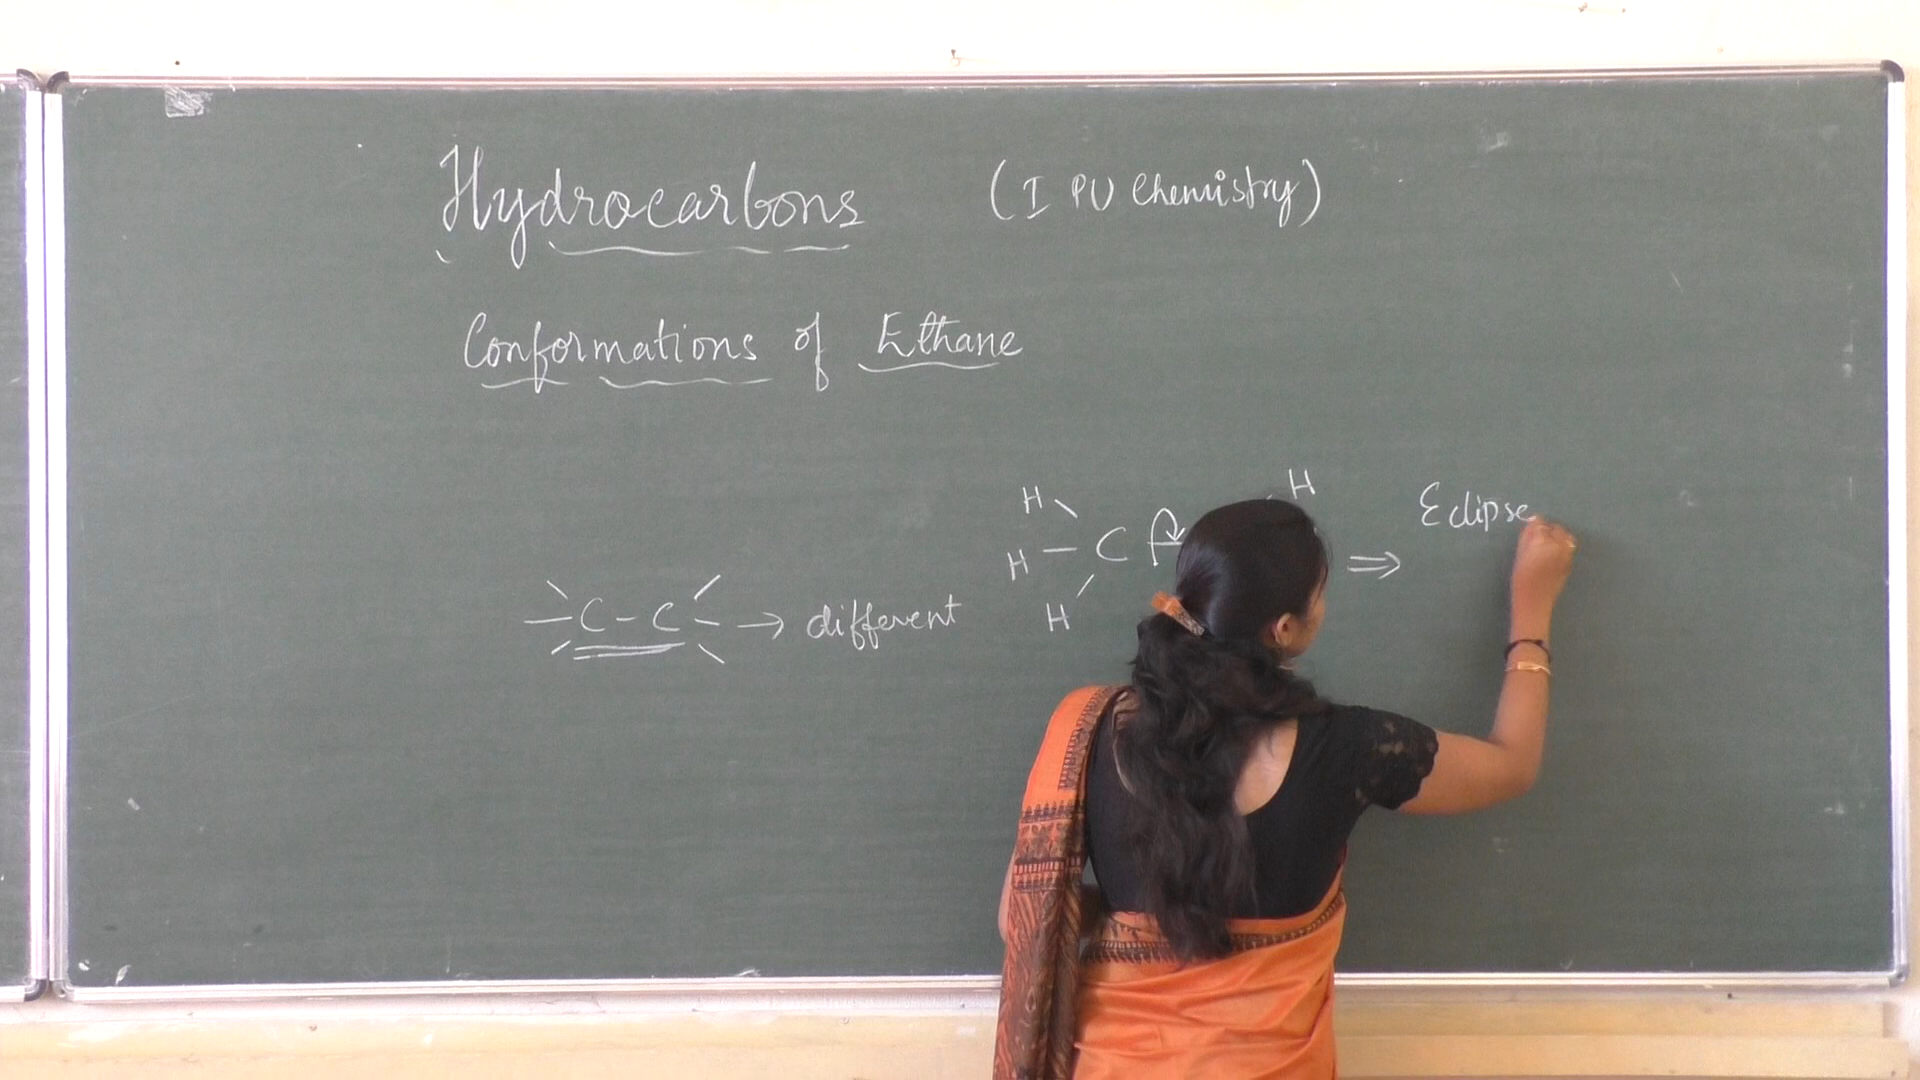 Hydrocarbons (I PU Chemistry)
Conformations of Ethane
H H
Eclipse
H — C ⇒
H
— C – C – → different